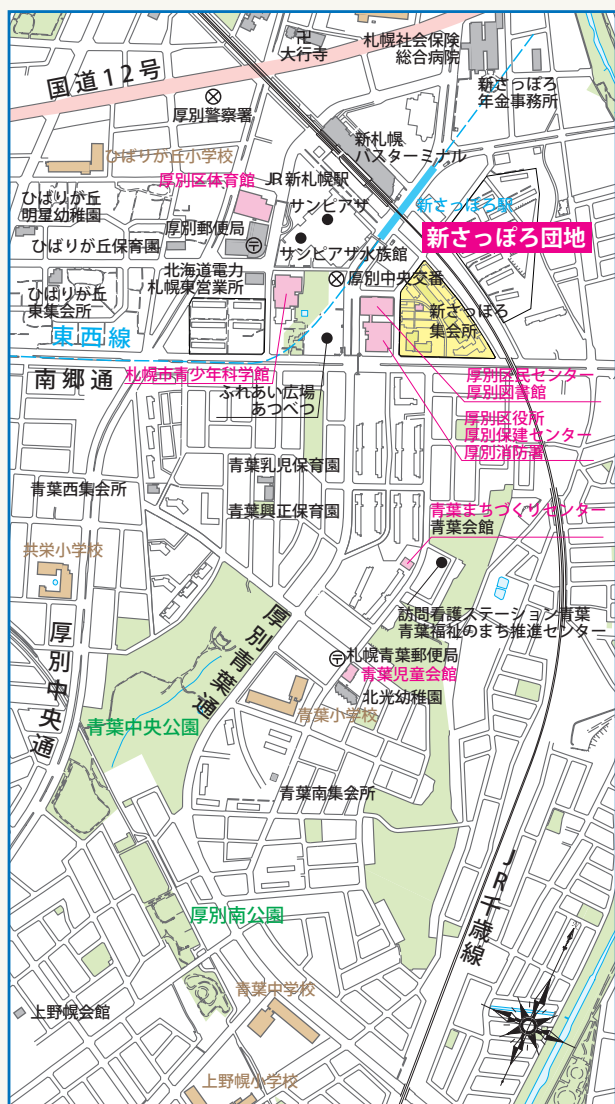 国道12号
卍
大行寺
札幌社会保険
総合病院
新さっぽろ
年金事務所
厚別警察署
新札幌
バスターミナル
ひばりが丘小学校
厚別区体育館
JR新札幌駅
ひばりが丘
明星幼稚園
サンピアザ
新さっぽろ駅
厚別郵便局
新さっぽろ団地
ひばりが丘保育園
サンピアザ水族館
北海道電力
札幌東営業所
厚別中央交番
ひばりが丘
東集会所
新さっぽろ
集会所
東西線
南郷通
札幌市青少年科学館
ふれあい広場
あつべつ
厚別区民センター
厚別図書館
厚別区役所
厚別保建センター
厚別消防署
青葉乳児保育園
青葉西集会所
青葉興正保育園
青葉まちづくりセンター
青葉会館
共栄小学校
訪問看護ステーション青葉
青葉福祉のまち推進センター
厚別中央通
厚別青葉通
札幌青葉郵便局
青葉児童会館
北光幼稚園
青葉小学校
青葉中央公園
青葉南集会所
JR千歳線
厚別南公園
青葉中学校
上野幌会館
上野幌小学校